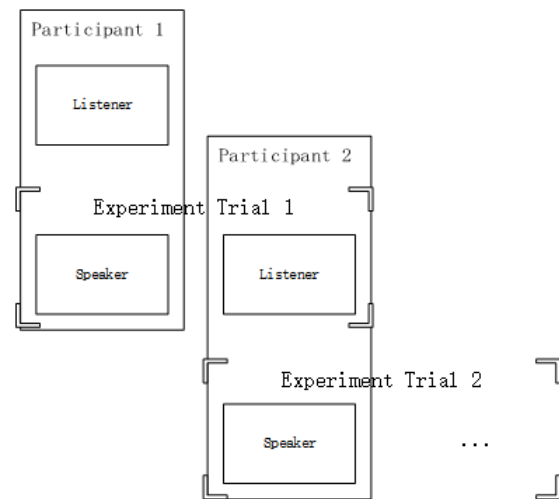 Participant 1
Listener
Participant 2
Experiment Trial 1
Speaker
Listener
Experiment Trial 2
Speaker
...